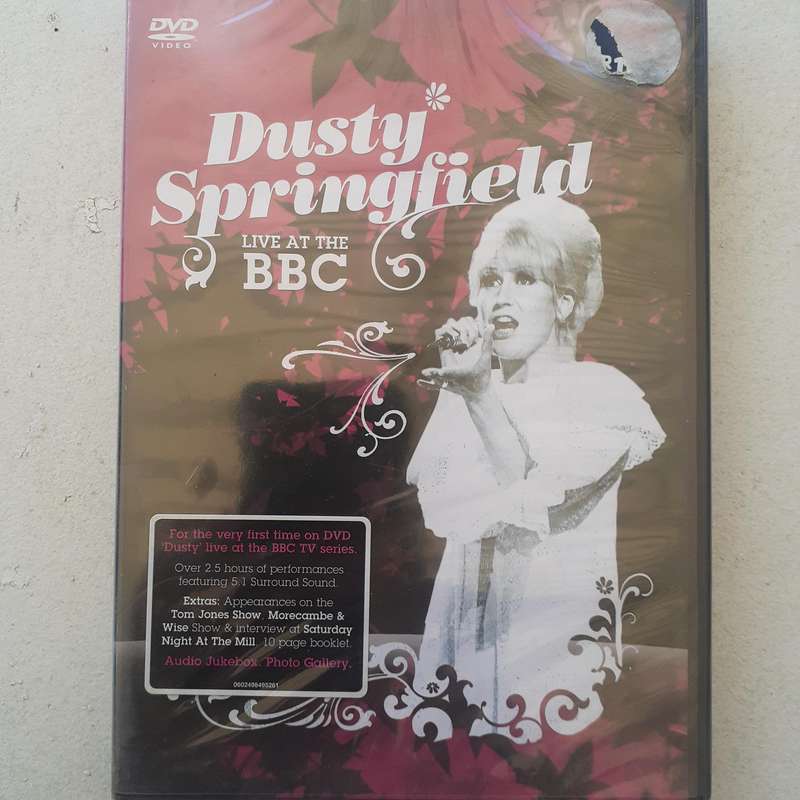 DVD
VIDEO
Dusty
Springfield
LIVE AT THE
BBC
For the very first time on DVD
'Dusty' live at the BBC TV series.
Over 2.5 hours of performances
featuring 5.1 Surround Sound.
Extras: Appearances on the
Tom Jones Show, Morecambe &
Wise Show & interview at Saturday
Night At The Mill. 10 page booklet.
Audio Jukebox. Photo Gallery.
0602498495261